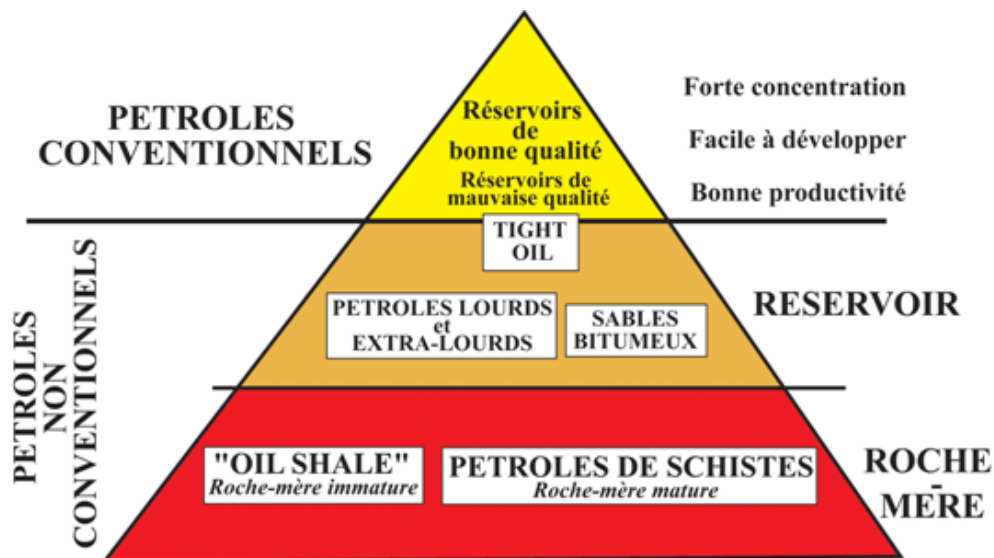 PETROLES
CONVENTIONNELS
Réservoirs
de
bonne qualité
Réservoirs de
mauvaise qualité
Forte concentration
Facile à développer
Bonne productivité
PETROLES
NON
CONVENTIONNELS
TIGHT
OIL
PETROLES LOURDS
et
EXTRA-LOURDS
SABLES
BITUMEUX
RESERVOIR
"OIL SHALE"
Roche-mère immature
PETROLES DE SCHISTES
Roche-mère mature
ROCHE
-
MÈRE